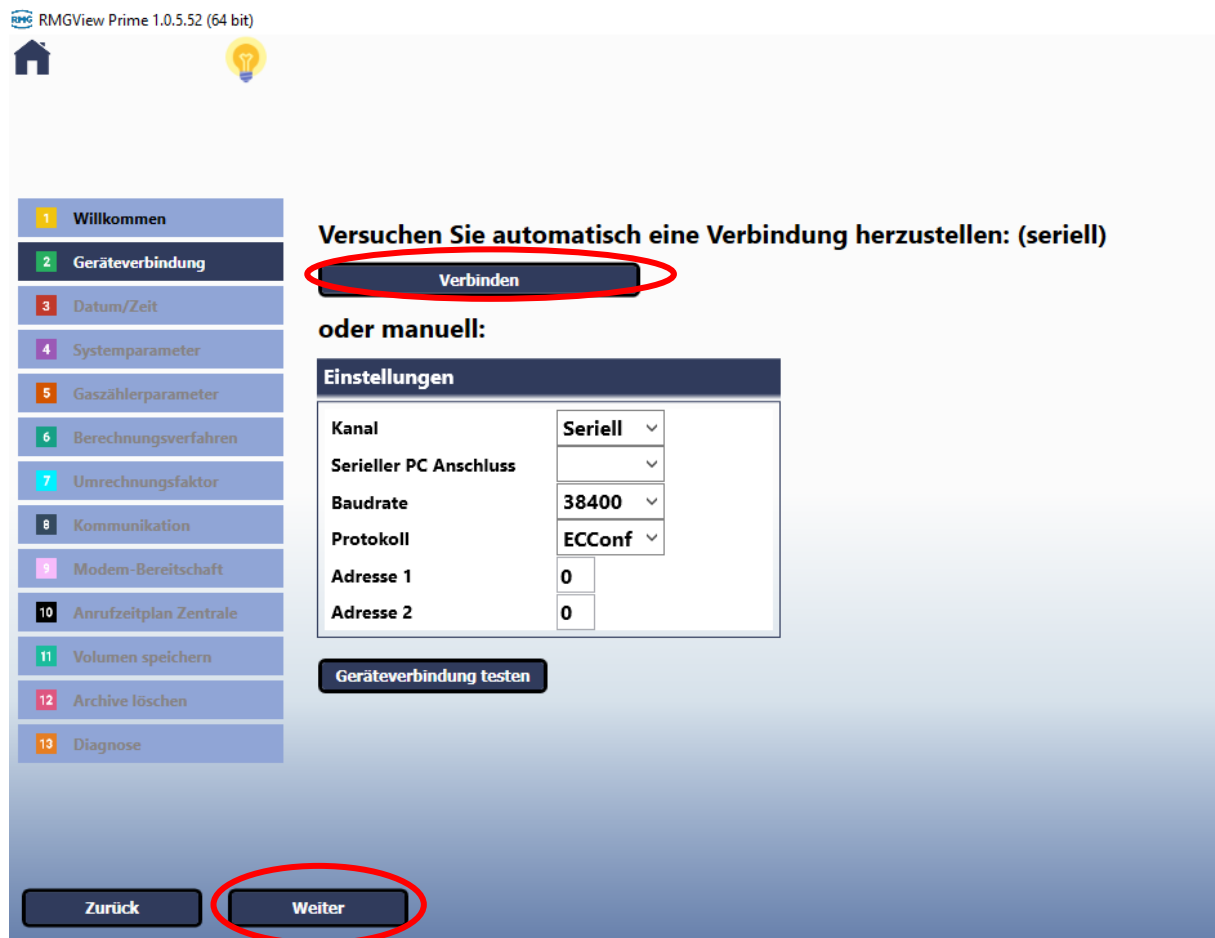 RMG RMGView Prime 1.0.5.52 (64 bit)
1 Willkommen
2 Geräteverbindung
3 Datum/Zeit
4 Systemparameter
5 Gaszählerparameter
6 Berechnungsverfahren
7 Umrechnungsfaktor
8 Kommunikation
9 Modem-Bereitschaft
10 Anrufzeitplan Zentrale
11 Volumen speichern
12 Archive löschen
13 Diagnose
Versuchen Sie automatisch eine Verbindung herzustellen: (seriell)
Verbinden
oder manuell:
Einstellungen
Kanal Seriell
Serieller PC Anschluss
Baudrate 38400
Protokoll ECConf
Adresse 1 0
Adresse 2 0
Geräteverbindung testen
Zurück Weiter